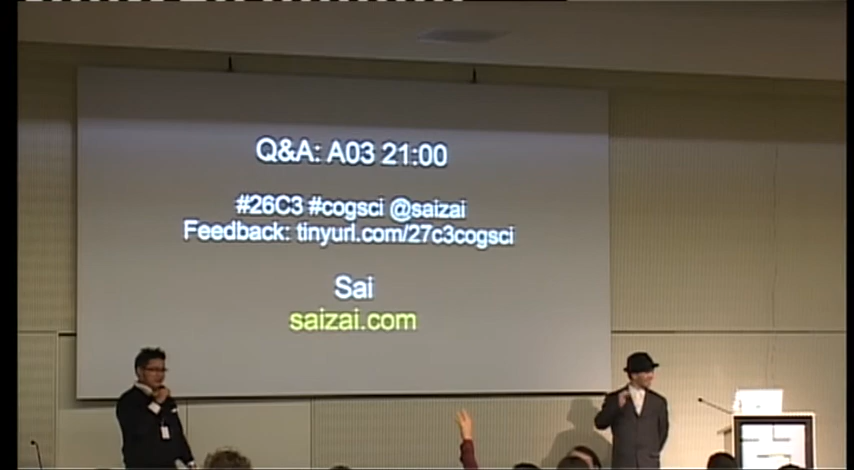 Q&A: A03 21:00
#26C3 #cogsci @saizai
Feedback: tinyurl.com/27c3cogsci
Sai
saizai.com